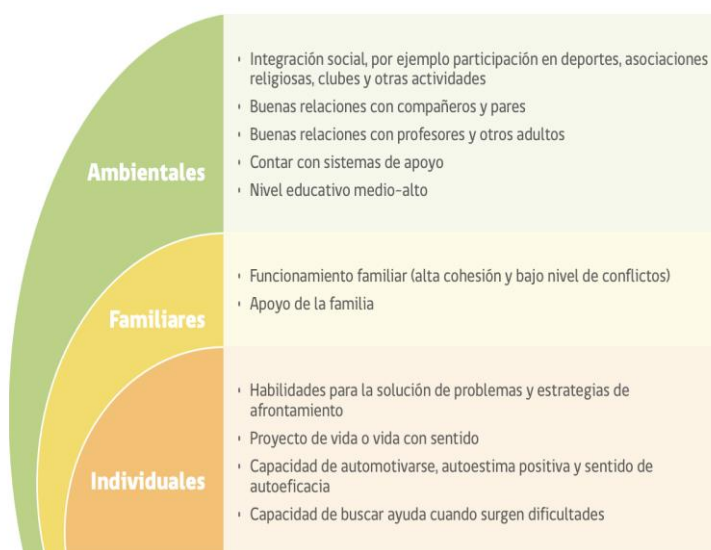 Ambientales
· Integración social, por ejemplo participación en deportes, asociaciones
religiosas, clubes y otras actividades
· Buenas relaciones con compañeros y pares
· Buenas relaciones con profesores y otros adultos
· Contar con sistemas de apoyo
· Nivel educativo medio-alto
Familiares
· Funcionamiento familiar (alta cohesión y bajo nivel de conflictos)
· Apoyo de la familia
Individuales
· Habilidades para la solución de problemas y estrategias de
afrontamiento
· Proyecto de vida o vida con sentido
· Capacidad de automotivarse, autoestima positiva y sentido de
autoeficacia
· Capacidad de buscar ayuda cuando surgen dificultades